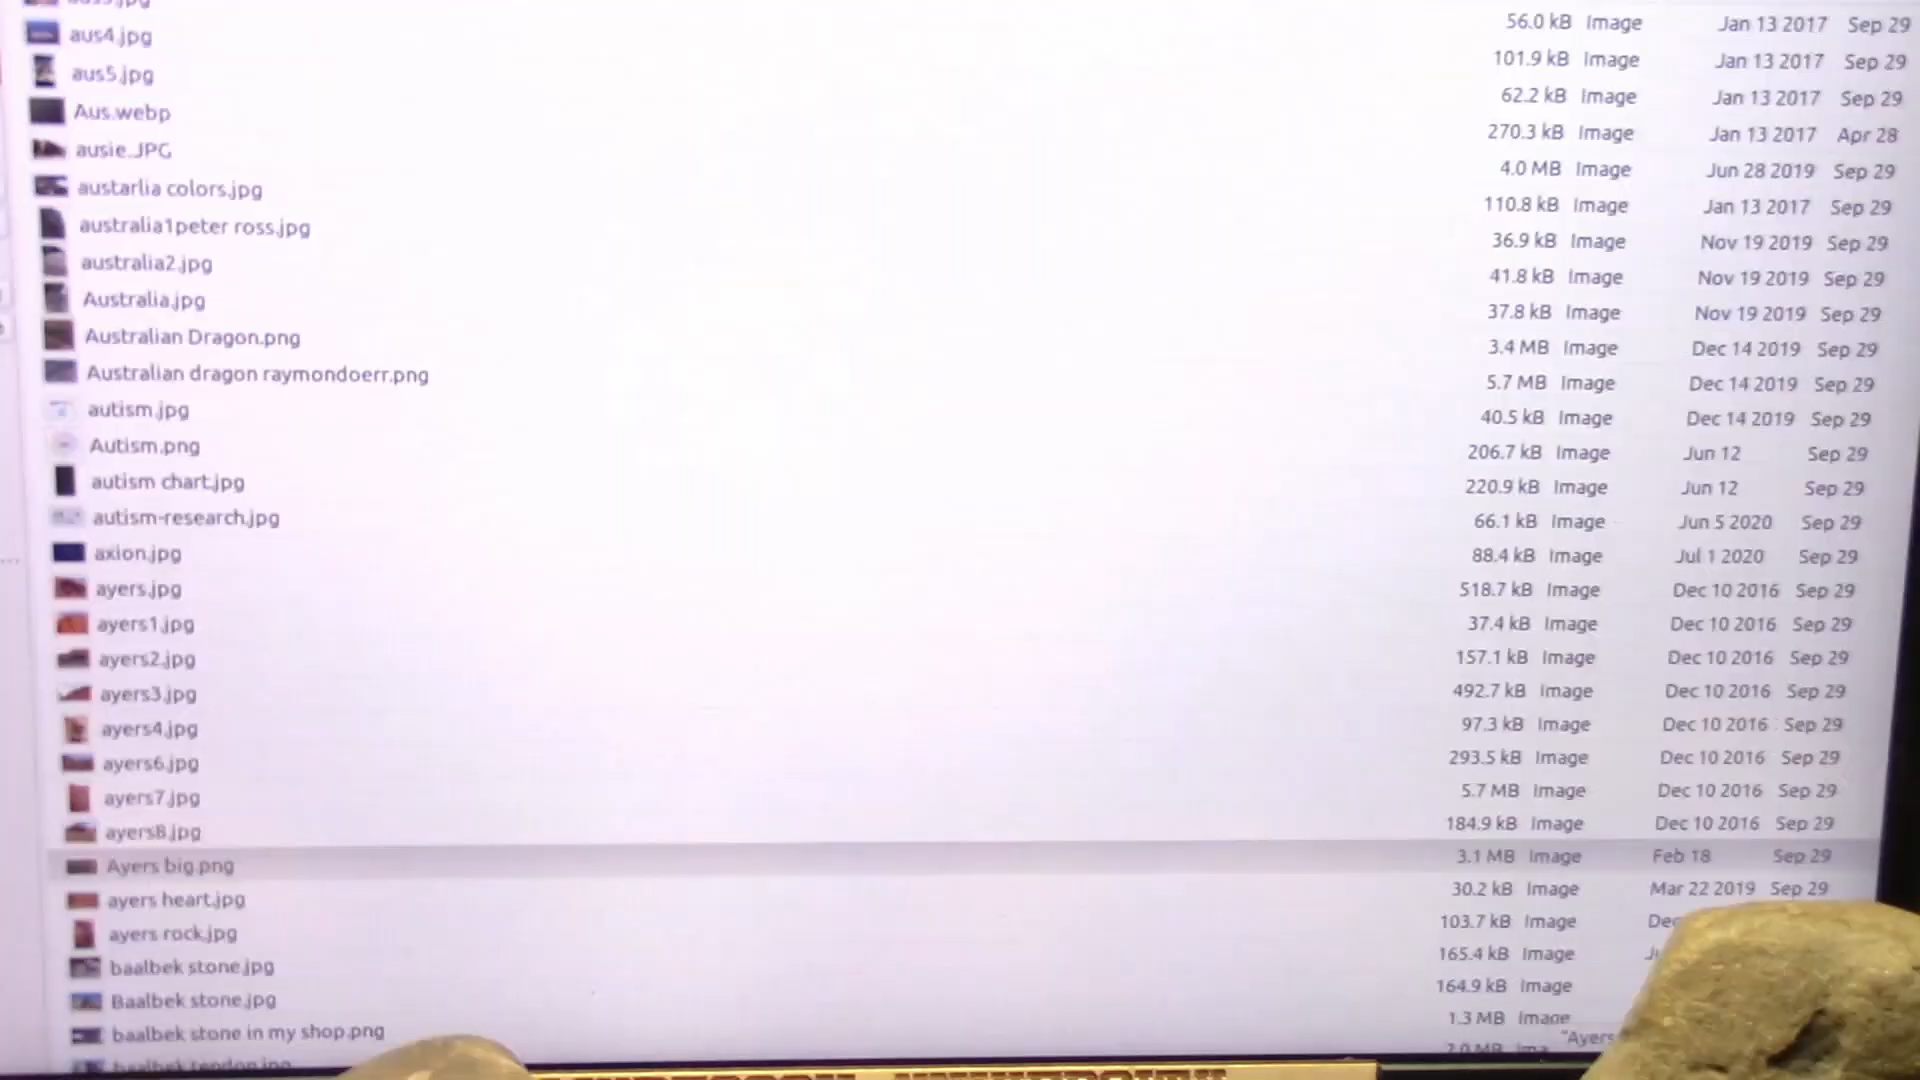 56.0 kB Image Jan 13 2017 Sep 29
aus4.jpg 101.9 kB Image Jan 13 2017 Sep 29
aus5.jpg 62.2 kB Image Jan 13 2017 Sep 29
Aus.webp 270.3 kB Image Jan 13 2017 Apr 28
ausie.JPG 4.0 MB Image Jun 28 2019 Sep 29
austarlia colors.jpg 110.8 kB Image Jan 13 2017 Sep 29
australia1peter ross.jpg 36.9 kB Image Nov 19 2019 Sep 29
australia2.jpg 41.8 kB Image Nov 19 2019 Sep 29
Australia.jpg 37.8 kB Image Nov 19 2019 Sep 29
Australian Dragon.png 3.4 MB Image Dec 14 2019 Sep 29
Australian dragon raymondoerr.png 5.7 MB Image Dec 14 2019 Sep 29
autism.jpg 40.5 kB Image Dec 14 2019 Sep 29
Autism.png 206.7 kB Image Jun 12 Sep 29
autism chart.jpg 220.9 kB Image Jun 12 Sep 29
autism-research.jpg 66.1 kB Image Jun 5 2020 Sep 29
axion.jpg 88.4 kB Image Jul 1 2020 Sep 29
ayers.jpg 518.7 kB Image Dec 10 2016 Sep 29
ayers1.jpg 37.4 kB Image Dec 10 2016 Sep 29
ayers2.jpg 157.1 kB Image Dec 10 2016 Sep 29
ayers3.jpg 492.7 kB Image Dec 10 2016 Sep 29
ayers4.jpg 97.3 kB Image Dec 10 2016 Sep 29
ayers6.jpg 293.5 kB Image Dec 10 2016 Sep 29
ayers7.jpg 5.7 MB Image Dec 10 2016 Sep 29
ayers8.jpg 184.9 kB Image Dec 10 2016 Sep 29
Ayers big.png 3.1 MB Image Feb 18 Sep 29
ayers heart.jpg 30.2 kB Image Mar 22 2019 Sep 29
ayers rock.jpg 103.7 kB Image Dec
baalbek stone.jpg 165.4 kB Image
Baalbek stone.jpg 164.9 kB Image
baalbek stone in my shop.png 1.3 MB Image
"Ayers